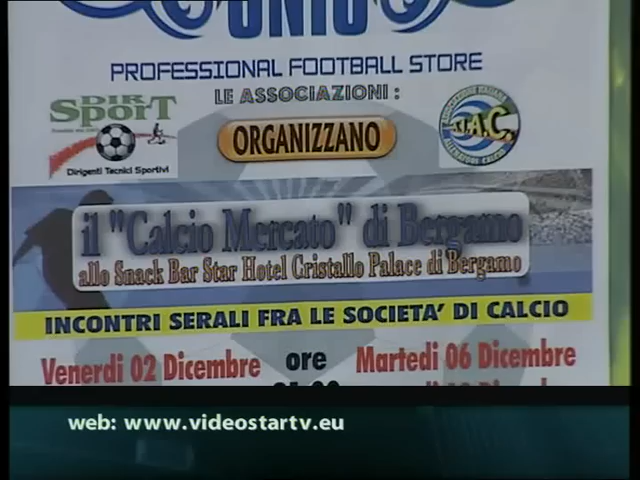 PROFESSIONAL FOOTBALL STORE
LE ASSOCIAZIONI :
DIR
SPORT
Dirigenti Tecnici Sportivi
ORGANIZZANO
il "Calcio Mercato" di Bergamo
allo Snack Bar Star Hotel Cristallo Palace di Bergamo
INCONTRI SERALI FRA LE SOCIETA' DI CALCIO
Venerdi 02 Dicembre ore Martedi 06 Dicembre
web: www.videostartv.eu